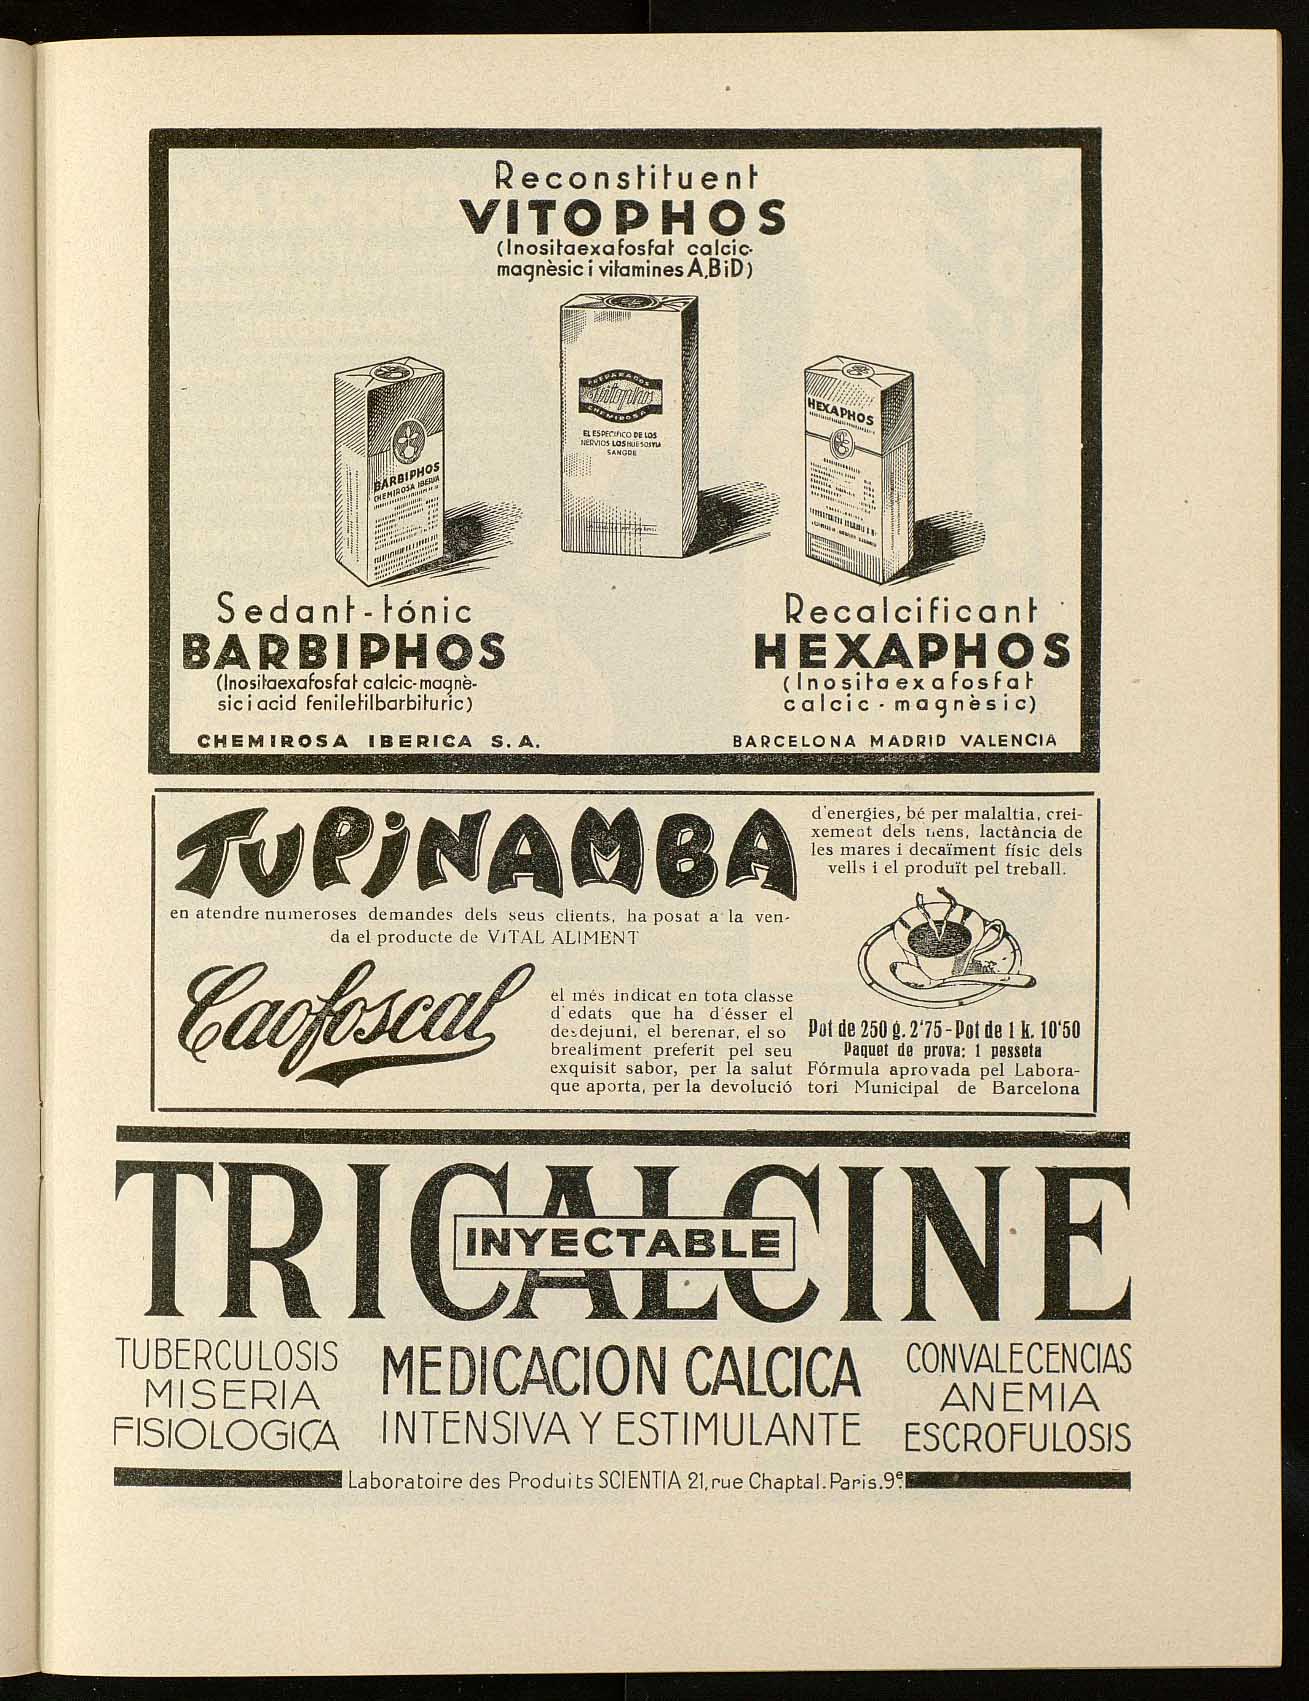 Reconstituent
VITOPHOS
(Inositaexafosfat calcic-
magnèsic i vitamines A,B i D)
PREPARADOS
Vitophos
CHEMIROSA
EL ESPECIFICO DE LOS
NERVIOS LOS HUESOS Y LA
SANGRE
BARBIPHOS
CHEMIROSA IBERIA
HEXAPHOS
Sedant-tónic
BARBIPHOS
(Inositaexafosfat calcic-magnè-
sic i acid feniletilbarbituric)
Recalcificant
HEXAPHOS
(Inositaexafosfat
calcic-magnèsic)
CHEMIROSA IBERICA S.A.
BARCELONA MADRID VALENCIA
TUPINAMBA
en atendre numeroses demandes dels seus clients, ha posat a la ven-
da el producte de VITAL ALIMENT
Caofoscal
el més indicat en tota classe
d'edats que ha d'ésser el
desdejuni, el berenar, el so
brealiment preferit pel seu
exquisit sabor, per la salut
que aporta, per la devolució
d'energies, bé per malaltia, crei-
xement dels nens, lactància de
les mares i decaïment físic dels
vells i el produït pel treball.
Pot de 250 g. 2'75 - Pot de 1 k. 10'50
Paquet de prova: 1 pesseta
Fórmula aprovada pel Labora-
tori Municipal de Barcelona
TRICALCINE
INYECTABLE
TUBERCULOSIS
MISERIA
FISIOLOGICA
MEDICACION CALCICA
INTENSIVA Y ESTIMULANTE
CONVALECENCIAS
ANEMIA
ESCROFULOSIS
Laboratoire des Produits SCIENTIA 21, rue Chaptal. Paris. 9e.